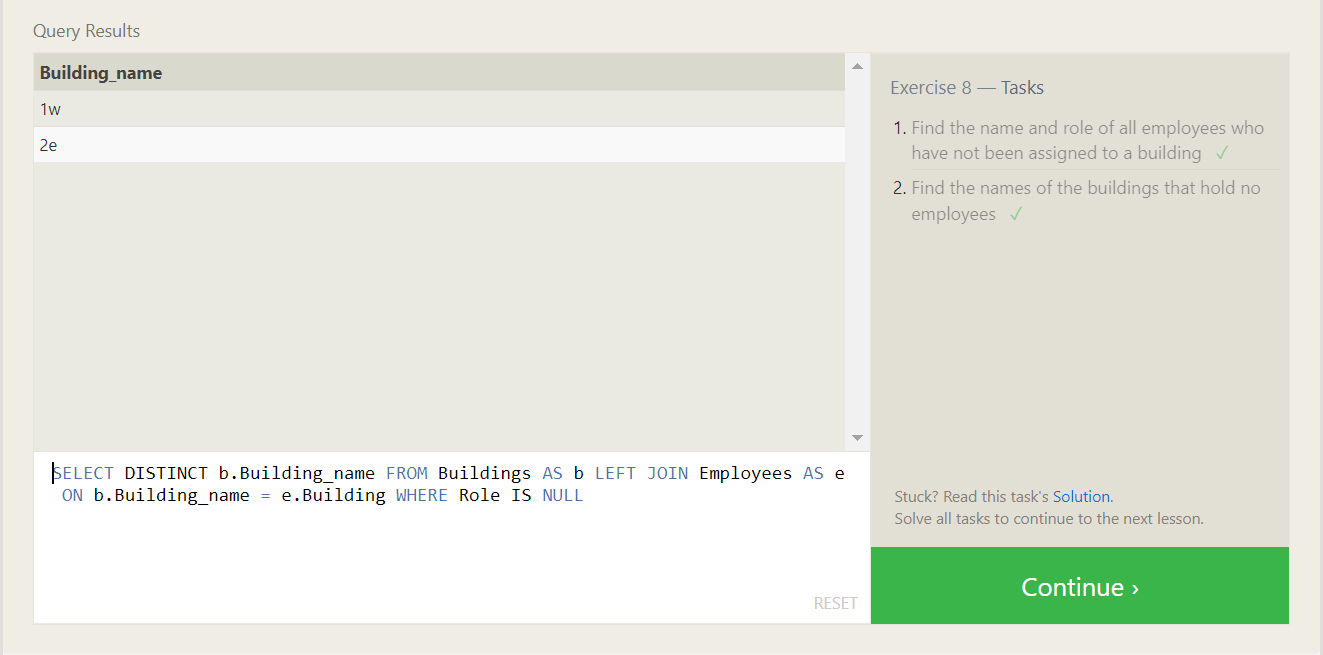 Query Results
Building_name
1w
2e
SELECT DISTINCT b.Building_name FROM Buildings AS b LEFT JOIN Employees AS e
ON b.Building_name = e.Building WHERE Role IS NULL
RESET
Exercise 8 — Tasks
1. Find the name and role of all employees who
have not been assigned to a building ✓
2. Find the names of the buildings that hold no
employees ✓
Stuck? Read this task's Solution.
Solve all tasks to continue to the next lesson.
Continue ›